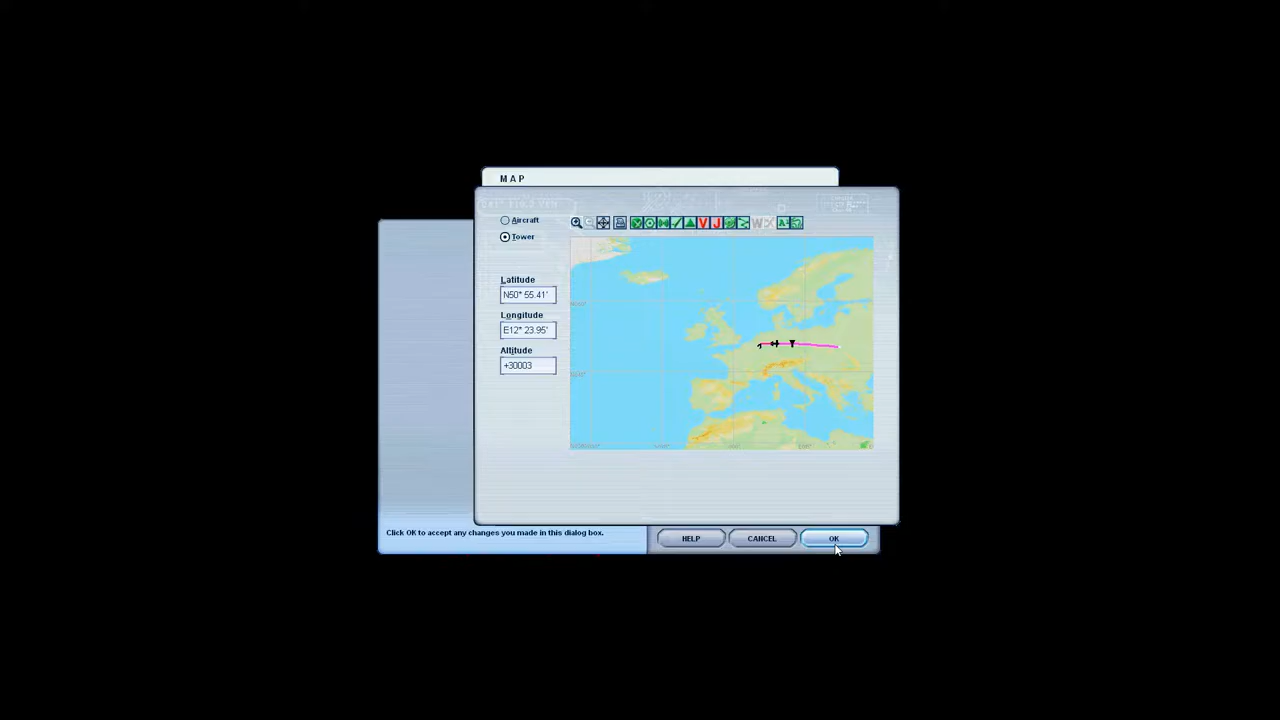 MAP
Aircraft
Tower
Latitude
N50* 55.41'
Longitude
E12* 23.95'
Altitude
+30003
Click OK to accept any changes you made in this dialog box.
HELP
CANCEL
OK